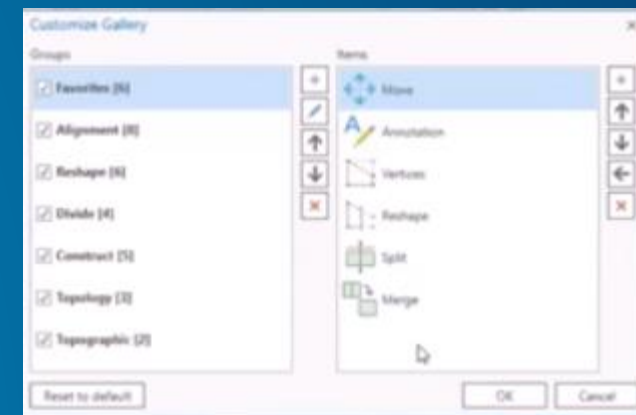 Customize Gallery
Groups
Favorites [6]
Alignment [8]
Reshape [6]
Divide [4]
Construct [5]
Topology [3]
Topographic [2]
Reset to default
Items
Move
Annotation
Vertices
Reshape
Split
Merge
OK
Cancel